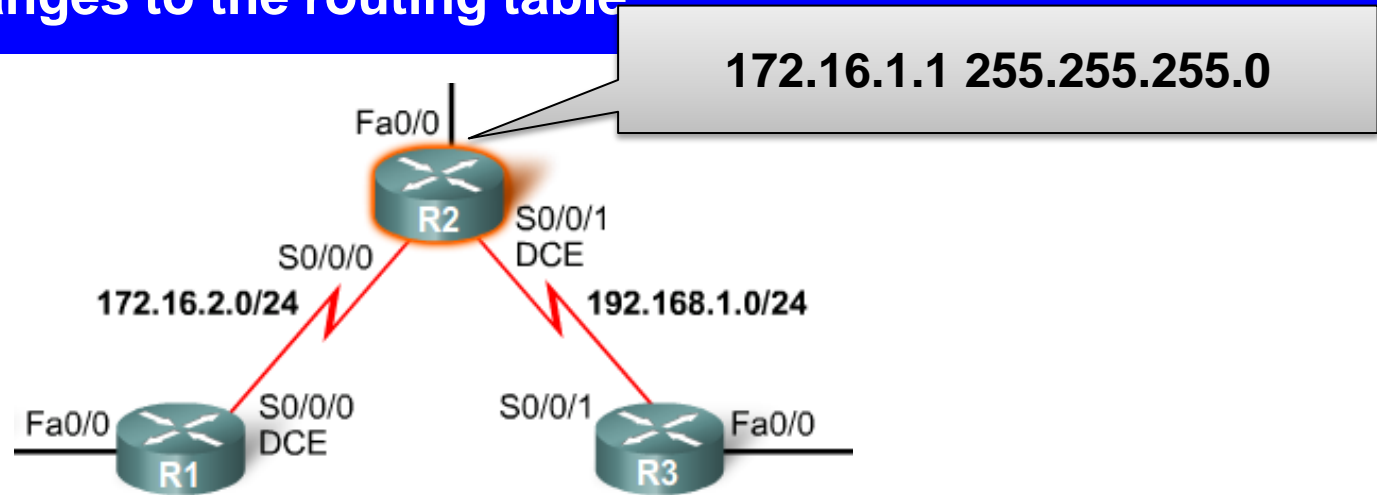 anges to the routing table
172.16.1.1 255.255.255.0
Fa0/0
R2
S0/0/1
DCE
S0/0/0
172.16.2.0/24
192.168.1.0/24
Fa0/0
S0/0/0
DCE
R1
S0/0/1
Fa0/0
R3